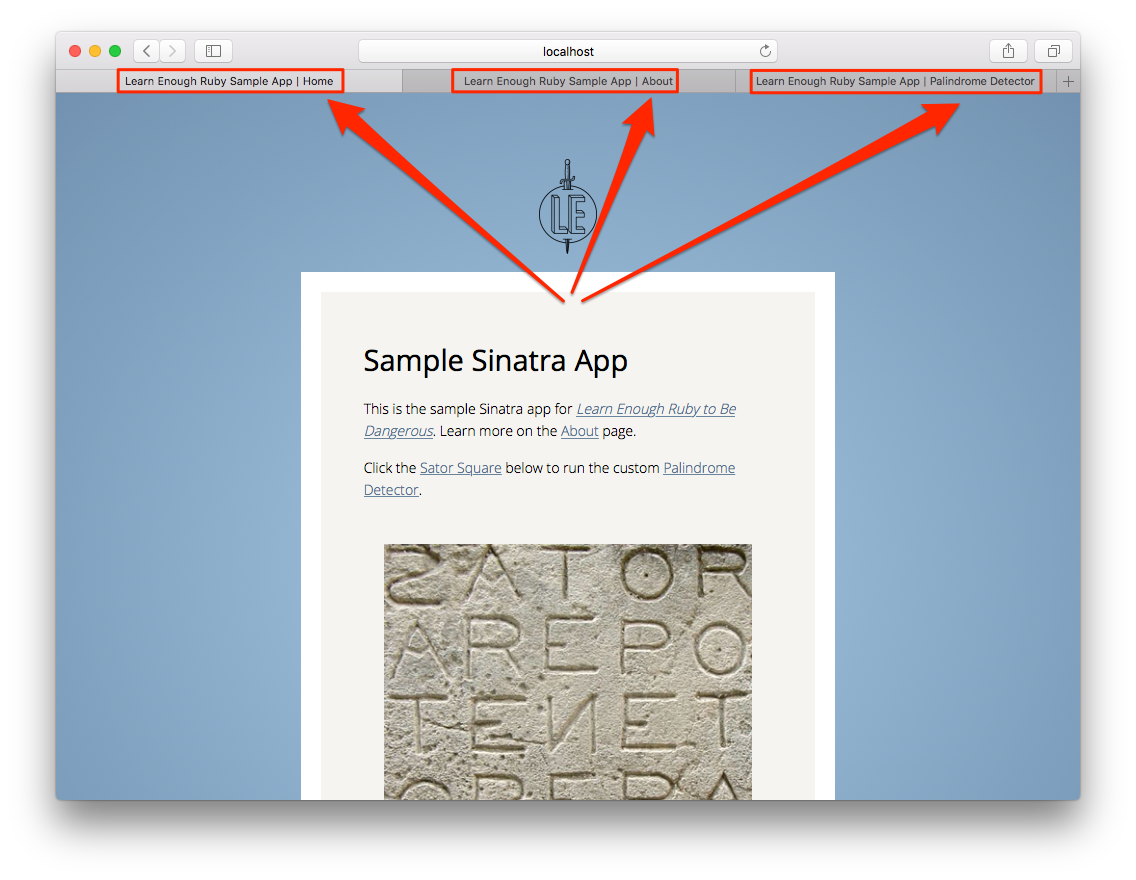 localhost
Learn Enough Ruby Sample App | Home
Learn Enough Ruby Sample App | About
Learn Enough Ruby Sample App | Palindrome Detector
LE
Sample Sinatra App
This is the sample Sinatra app for Learn Enough Ruby to Be
Dangerous. Learn more on the About page.
Click the Sator Square below to run the custom Palindrome
Detector.
SATOR
AREPO
TENET
OPERA